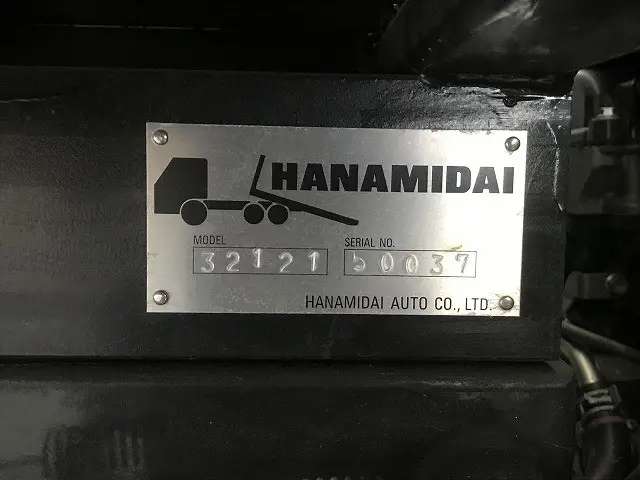 HANAMIDAI
MODEL SERIAL NO.
32121 50037
HANAMIDAI AUTO CO., LTD.